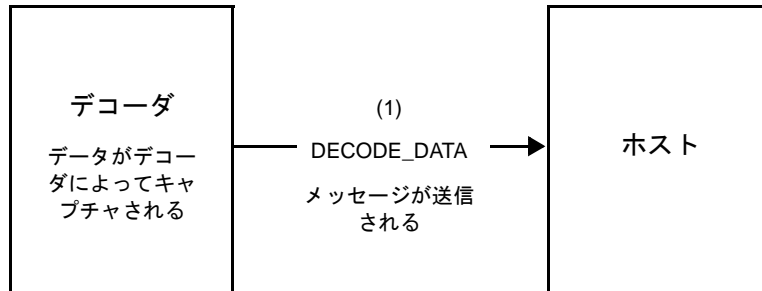 デコーダ
データがデコー
ダによってキャ
プチャされる
(1)
DECODE_DATA
メッセージが送信
される
ホスト